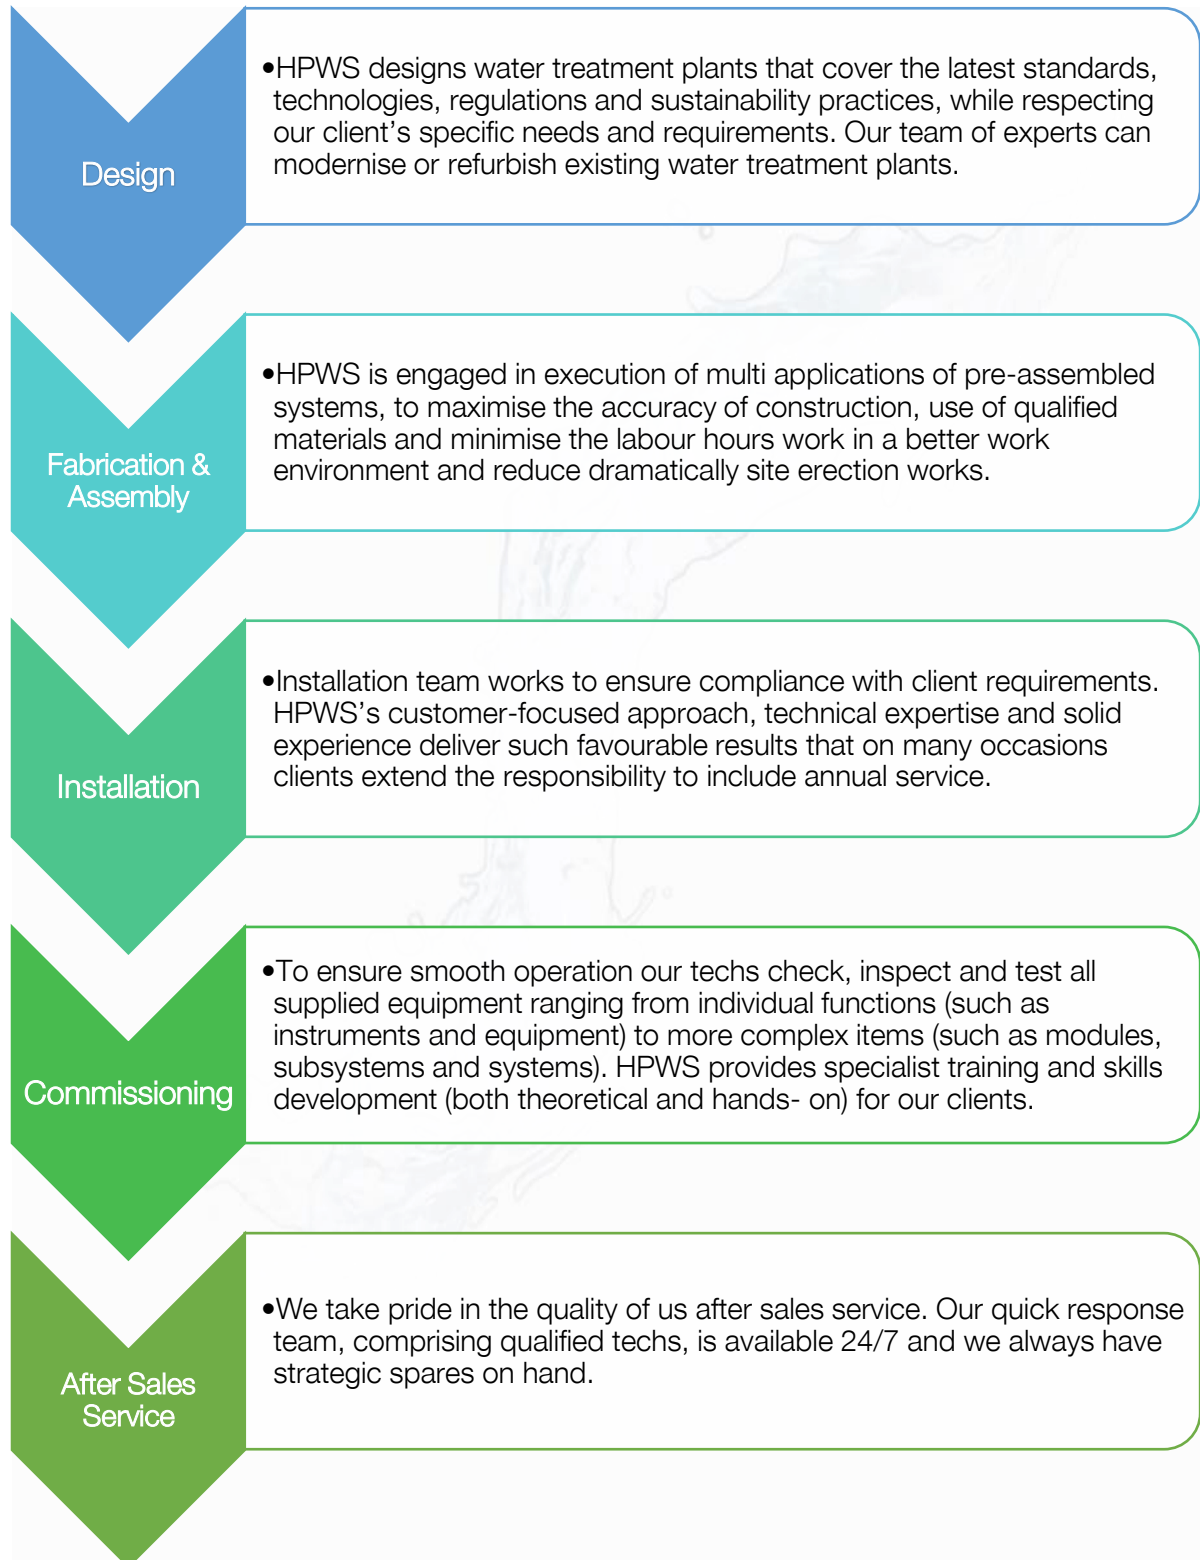 Design
•HPWS designs water treatment plants that cover the latest standards,
technologies, regulations and sustainability practices, while respecting
our client's specific needs and requirements. Our team of experts can
modernise or refurbish existing water treatment plants.
Fabrication &
Assembly
•HPWS is engaged in execution of multi applications of pre-assembled
systems, to maximise the accuracy of construction, use of qualified
materials and minimise the labour hours work in a better work
environment and reduce dramatically site erection works.
Installation
•Installation team works to ensure compliance with client requirements.
HPWS's customer-focused approach, technical expertise and solid
experience deliver such favourable results that on many occasions
clients extend the responsibility to include annual service.
Commissioning
•To ensure smooth operation our techs check, inspect and test all
supplied equipment ranging from individual functions (such as
instruments and equipment) to more complex items (such as modules,
subsystems and systems). HPWS provides specialist training and skills
development (both theoretical and hands- on) for our clients.
After Sales
Service
•We take pride in the quality of us after sales service. Our quick response
team, comprising qualified techs, is available 24/7 and we always have
strategic spares on hand.